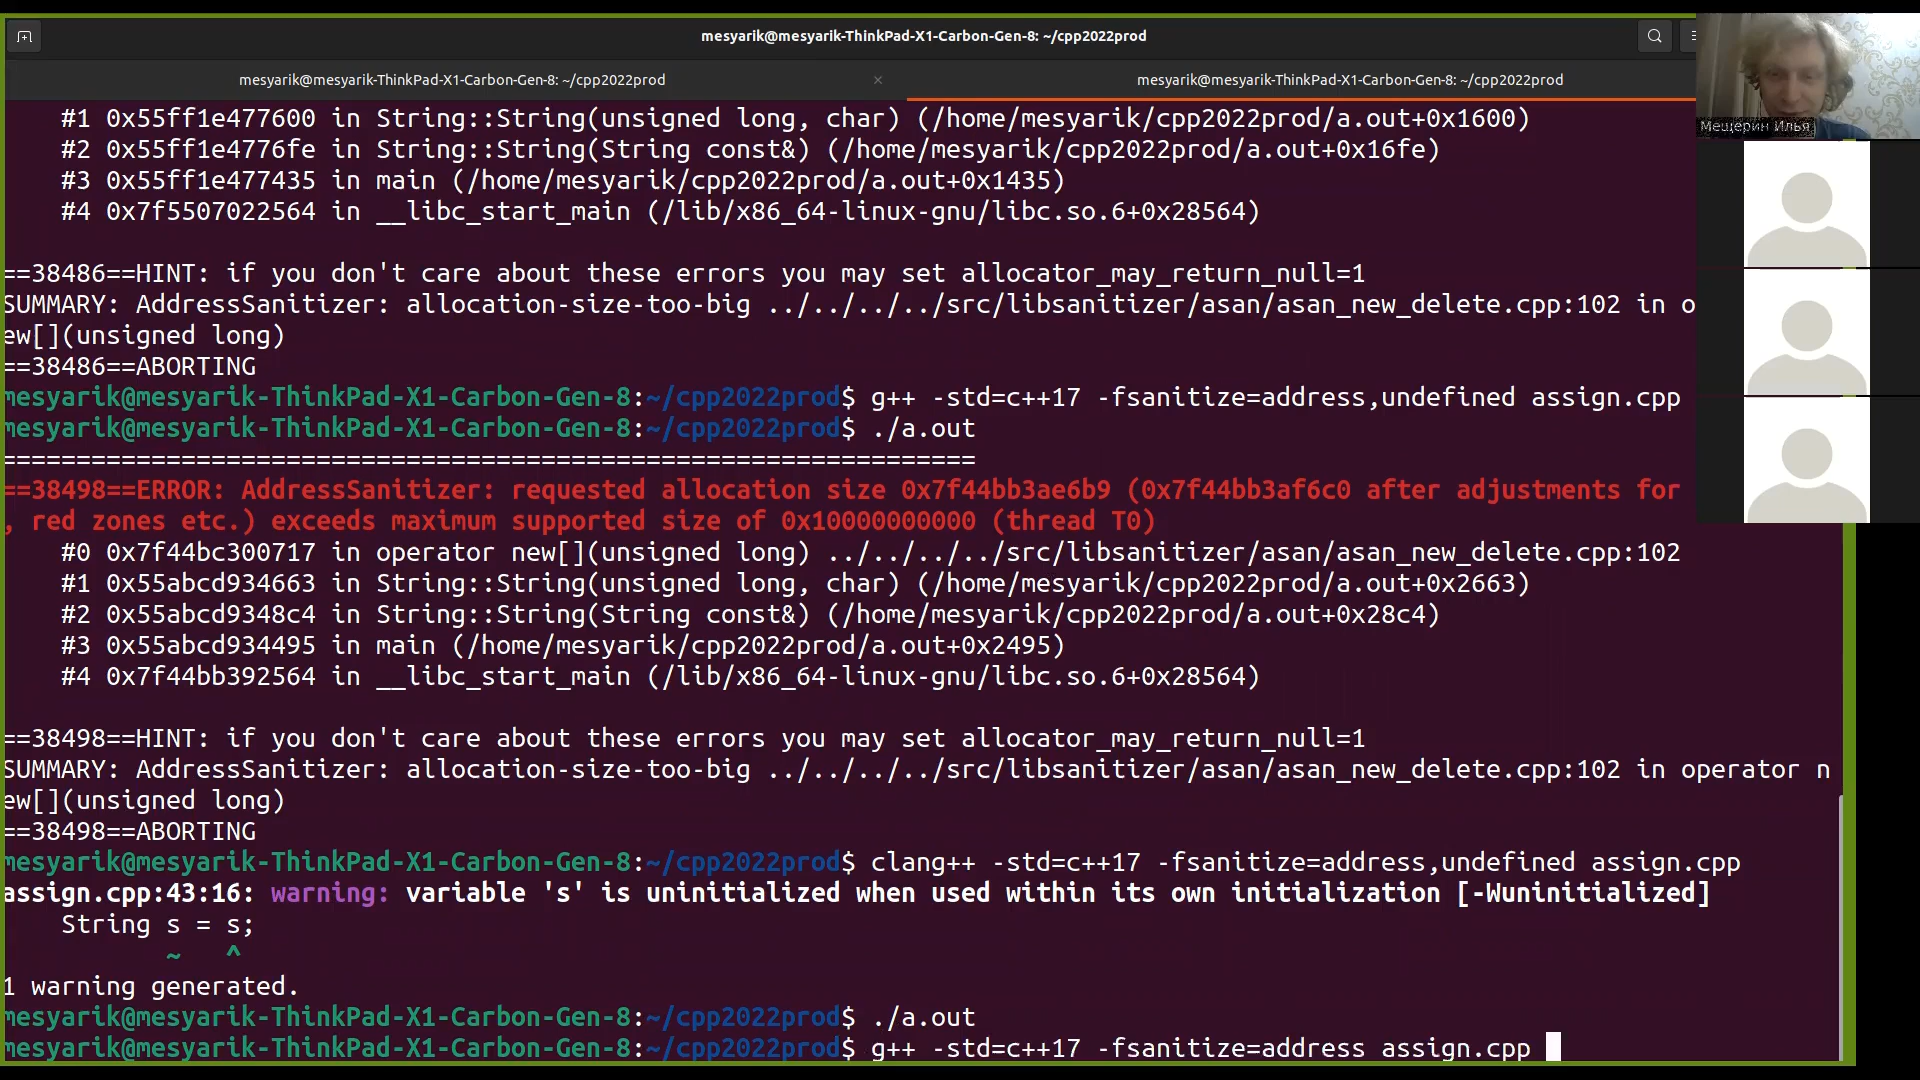 mesyarik@mesyarik-ThinkPad-X1-Carbon-Gen-8: ~/cpp2022prod
mesyarik@mesyarik-ThinkPad-X1-Carbon-Gen-8: ~/cpp2022prod × mesyarik@mesyarik-ThinkPad-X1-Carbon-Gen-8: ~/cpp2022prod
Мещерин Илья
#1 0x55ff1e477600 in String::String(unsigned long, char) (/home/mesyarik/cpp2022prod/a.out+0x1600)
#2 0x55ff1e4776fe in String::String(String const&) (/home/mesyarik/cpp2022prod/a.out+0x16fe)
#3 0x55ff1e477435 in main (/home/mesyarik/cpp2022prod/a.out+0x1435)
#4 0x7f5507022564 in __libc_start_main (/lib/x86_64-linux-gnu/libc.so.6+0x28564)
==38486==HINT: if you don't care about these errors you may set allocator_may_return_null=1
SUMMARY: AddressSanitizer: allocation-size-too-big ../../../../src/libsanitizer/asan/asan_new_delete.cpp:102 in o
ew[](unsigned long)
==38486==ABORTING
mesyarik@mesyarik-ThinkPad-X1-Carbon-Gen-8:~/cpp2022prod$ g++ -std=c++17 -fsanitize=address,undefined assign.cpp
mesyarik@mesyarik-ThinkPad-X1-Carbon-Gen-8:~/cpp2022prod$ ./a.out
=================================================================
==38498==ERROR: AddressSanitizer: requested allocation size 0x7f44bb3ae6b9 (0x7f44bb3af6c0 after adjustments for
, red zones etc.) exceeds maximum supported size of 0x10000000000 (thread T0)
#0 0x7f44bc300717 in operator new[](unsigned long) ../../../../src/libsanitizer/asan/asan_new_delete.cpp:102
#1 0x55abcd934663 in String::String(unsigned long, char) (/home/mesyarik/cpp2022prod/a.out+0x2663)
#2 0x55abcd9348c4 in String::String(String const&) (/home/mesyarik/cpp2022prod/a.out+0x28c4)
#3 0x55abcd934495 in main (/home/mesyarik/cpp2022prod/a.out+0x2495)
#4 0x7f44bb392564 in __libc_start_main (/lib/x86_64-linux-gnu/libc.so.6+0x28564)
==38498==HINT: if you don't care about these errors you may set allocator_may_return_null=1
SUMMARY: AddressSanitizer: allocation-size-too-big ../../../../src/libsanitizer/asan/asan_new_delete.cpp:102 in operator n
ew[](unsigned long)
==38498==ABORTING
mesyarik@mesyarik-ThinkPad-X1-Carbon-Gen-8:~/cpp2022prod$ clang++ -std=c++17 -fsanitize=address,undefined assign.cpp
assign.cpp:43:16: warning: variable 's' is uninitialized when used within its own initialization [-Wuninitialized]
String s = s;
~ ^
1 warning generated.
mesyarik@mesyarik-ThinkPad-X1-Carbon-Gen-8:~/cpp2022prod$ ./a.out
mesyarik@mesyarik-ThinkPad-X1-Carbon-Gen-8:~/cpp2022prod$ g++ -std=c++17 -fsanitize=address assign.cpp